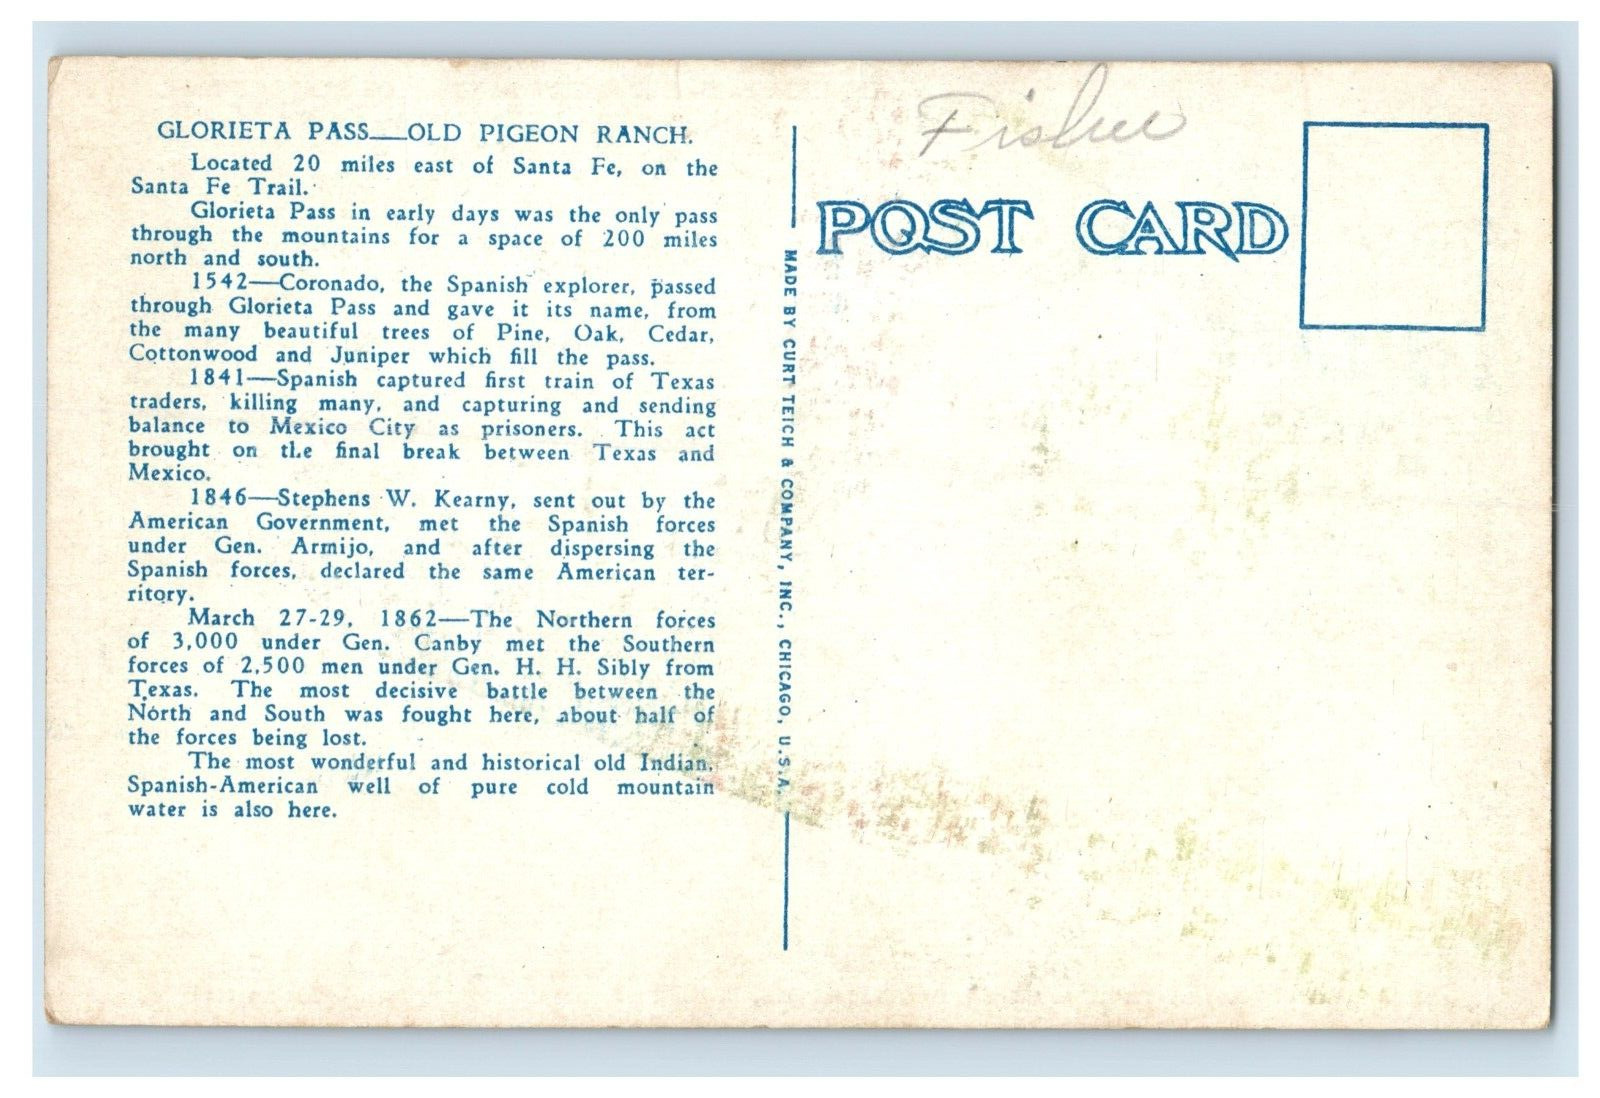 GLORIETA PASS—OLD PIGEON RANCH.
Located 20 miles east of Santa Fe, on the
Santa Fe Trail.
Glorieta Pass in early days was the only pass
through the mountains for a space of 200 miles
north and south.
1542—Coronado, the Spanish explorer, passed
through Glorieta Pass and gave it its name, from
the many beautiful trees of Pine, Oak, Cedar,
Cottonwood and Juniper which fill the pass.
1841—Spanish captured first train of Texas
traders, killing many, and capturing and sending
balance to Mexico City as prisoners. This act
brought on the final break between Texas and
Mexico.
1846—Stephens W. Kearny, sent out by the
American Government, met the Spanish forces
under Gen. Armijo, and after dispersing the
Spanish forces, declared the same American ter-
ritory.
March 27-29, 1862—The Northern forces
of 3,000 under Gen. Canby met the Southern
forces of 2,500 men under Gen. H. H. Sibly from
Texas. The most decisive battle between the
North and South was fought here, about half of
the forces being lost.
The most wonderful and historical old Indian,
Spanish-American well of pure cold mountain
water is also here.
MADE BY CURT TEICH & COMPANY, INC., CHICAGO, U.S.A.
Fisher
POST CARD